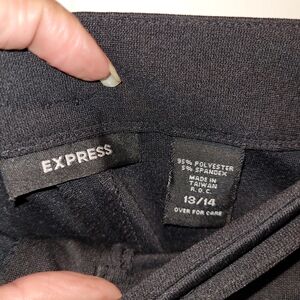 EXPRESS
95% POLYESTER
5% SPANDEX
MADE IN
TAIWAN
R.O.C.
13/14
OVER FOR CARE